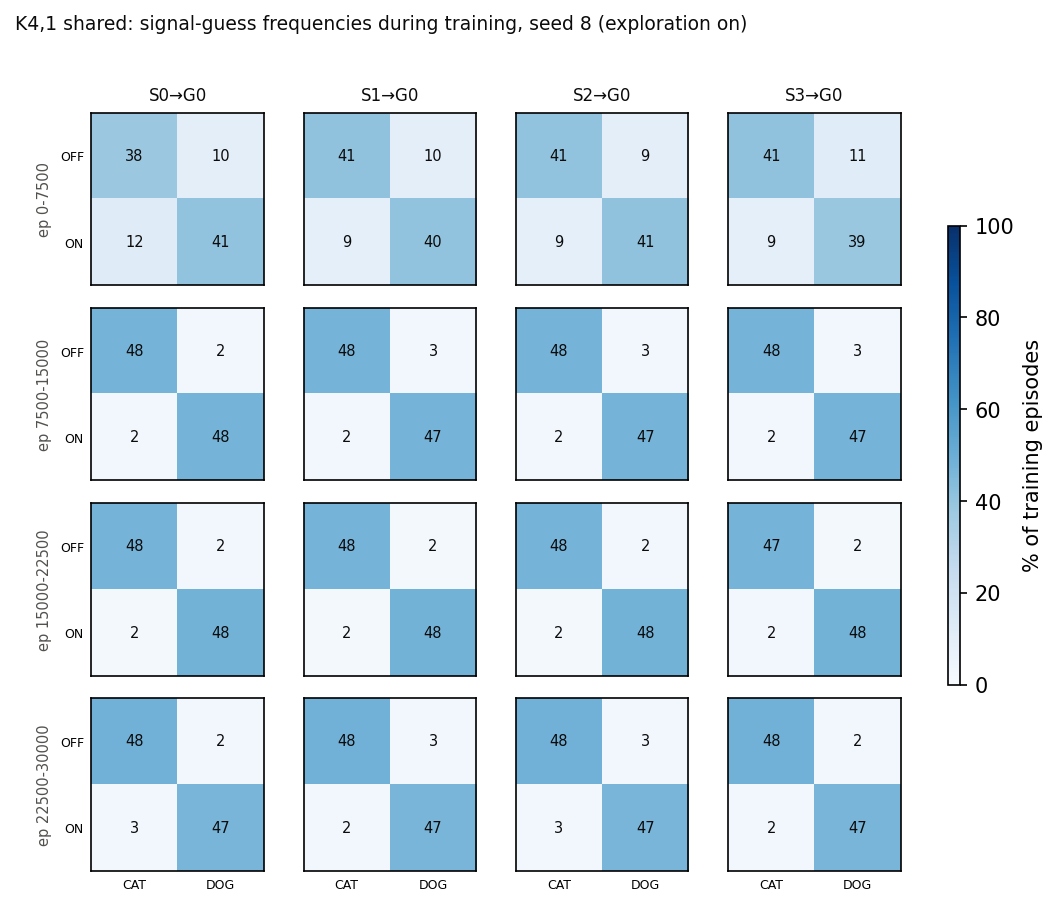 K4,1 shared: signal-guess frequencies during training, seed 8 (exploration on)
S0→G0 S1→G0 S2→G0 S3→G0
ep 0-7500
OFF 38 10 41 10 41 9 41 11
ON 12 41 9 40 9 41 9 39
ep 7500-15000
OFF 48 2 48 3 48 3 48 3
ON 2 48 2 47 2 47 2 47
ep 15000-22500
OFF 48 2 48 2 48 2 47 2
ON 2 48 2 48 2 48 2 48
ep 22500-30000
OFF 48 2 48 3 48 3 48 2
ON 3 47 2 47 3 47 2 47
CAT DOG CAT DOG CAT DOG CAT DOG
100
80
60
40
20
0
% of training episodes